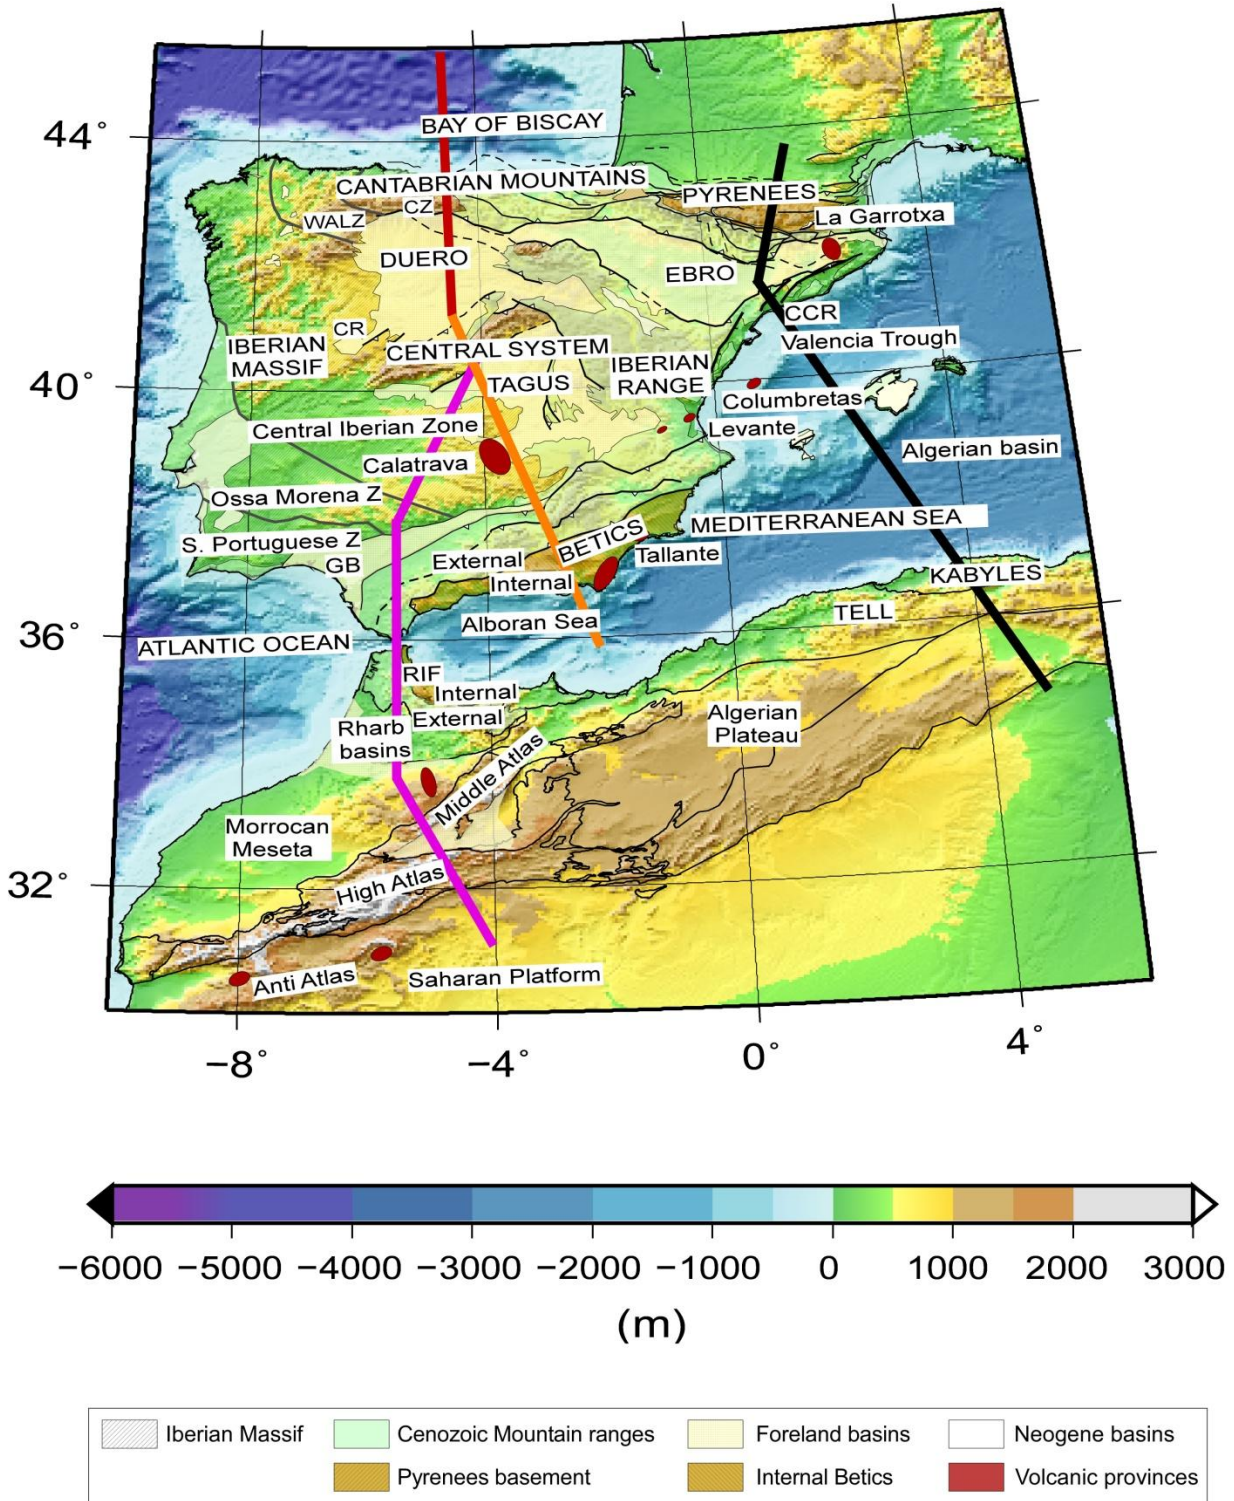 44°
BAY OF BISCAY
CANTABRIAN MOUNTAINS
PYRENEES
CZ
WALZ
La Garrotxa
DUERO
EBRO
CCR
CR
Valencia Trough
IBERIAN
MASSIF
CENTRAL SYSTEM
IBERIAN
RANGE
40°
TAGUS
Columbretas
Central Iberian Zone
Levante
Algerian basin
Calatrava
Ossa Morena Z
MEDITERRANEAN SEA
S. Portuguese Z
BETICS
GB
External
Tallante
Internal
KABYLES
TELL
Alboran Sea
36°
ATLANTIC OCEAN
RIF
Internal
External
Rharb
basins
Algerian
Plateau
Middle Atlas
Morrocan
Meseta
32°
High Atlas
Anti Atlas
Saharan Platform
−8°
−4°
0°
4°
−6000 −5000 −4000 −3000 −2000 −1000 0 1000 2000 3000
(m)
Iberian Massif Cenozoic Mountain ranges Foreland basins Neogene basins
Pyrenees basement Internal Betics Volcanic provinces